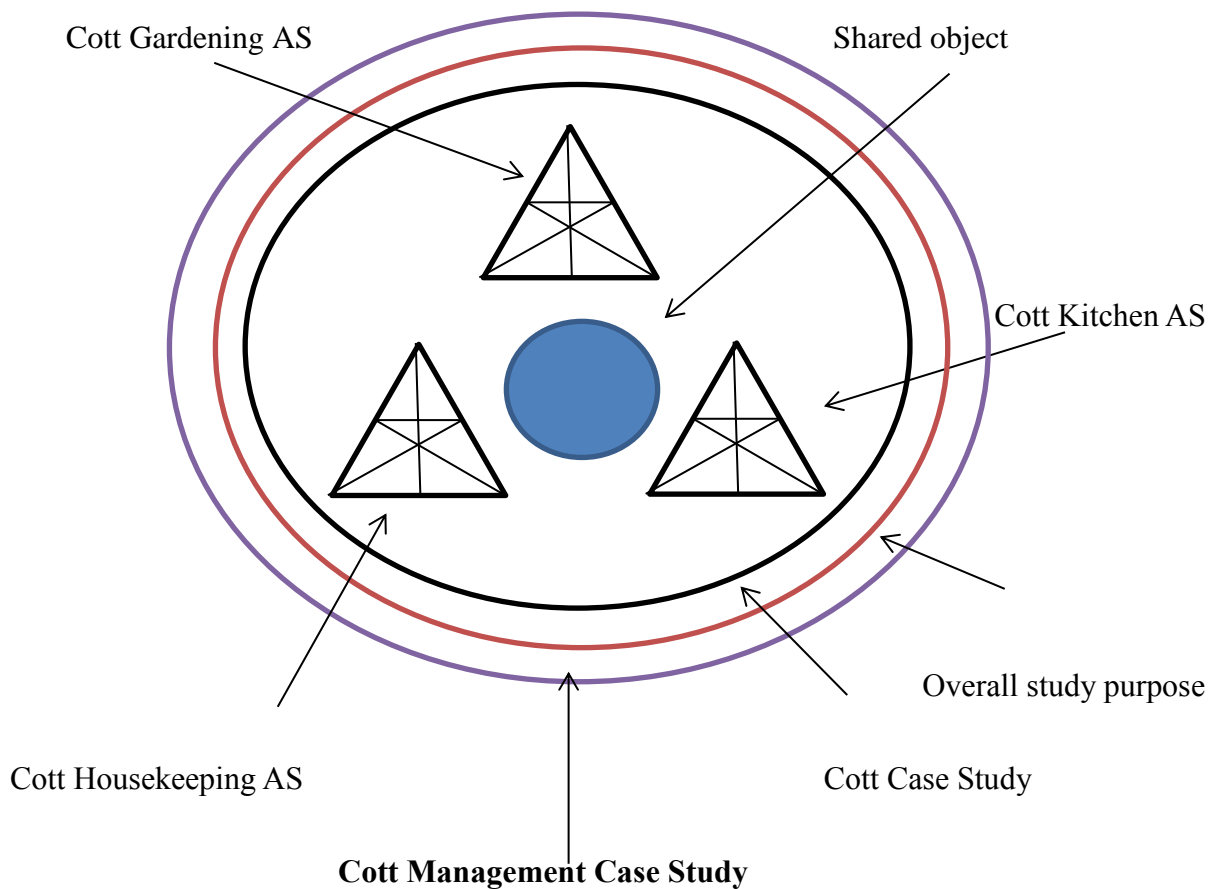 Cott Gardening AS
Shared object
Cott Kitchen AS
Overall study purpose
Cott Housekeeping AS
Cott Case Study
Cott Management Case Study